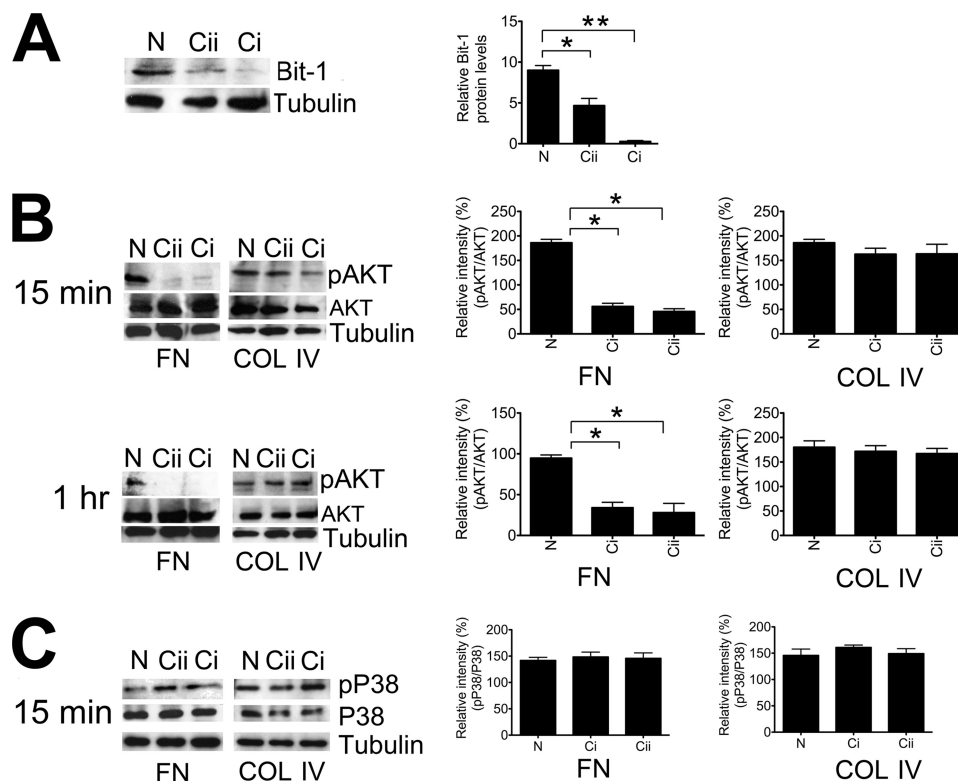 A
N Cii Ci
Bit-1
Tubulin
Relative Bit-1
protein levels
15
10
5
0
* **
N Cii Ci
B
15 min
N Cii Ci N Cii Ci
pAKT
AKT
Tubulin
FN COL IV
Relative intensity (%)
(pAKT/AKT)
250
200
150
100
50
0
* *
N Ci Cii
FN
Relative intensity (%)
(pAKT/AKT)
250
200
150
100
50
0
N Ci Cii
COL IV
1 hr
N Cii Ci N Cii Ci
pAKT
AKT
Tubulin
FN COL IV
Relative intensity (%)
(pAKT/AKT)
150
100
50
0
* *
N Ci Cii
FN
Relative intensity (%)
(pAKT/AKT)
250
200
150
100
50
0
N Ci Cii
COL IV
C
15 min
N Cii Ci N Cii Ci
pP38
P38
Tubulin
FN COL IV
Relative intensity (%)
(pP38/P38)
200
150
100
50
0
N Ci Cii
FN
Relative intensity (%)
(pP38/P38)
200
150
100
50
0
N Ci Cii
COL IV